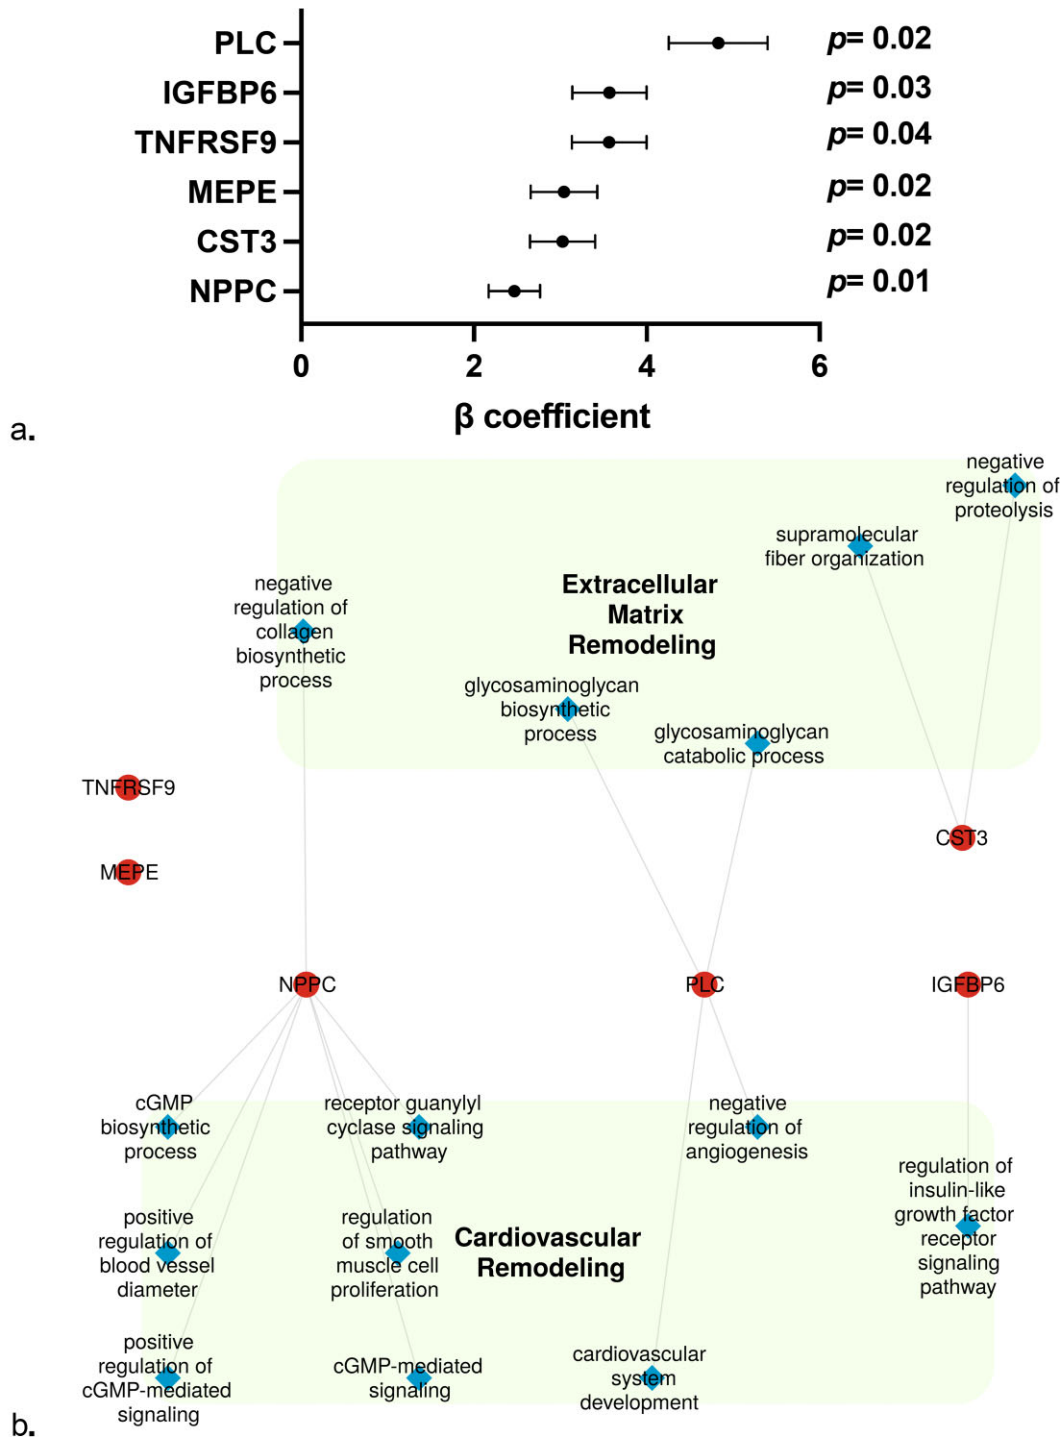 PLC
p= 0.02
IGFBP6
p= 0.03
TNFRSF9
p= 0.04
MEPE
p= 0.02
CST3
p= 0.02
NPPC
p= 0.01
0
2
4
6
β coefficient
a.
negative
regulation of
proteolysis
supramolecular
fiber organization
Extracellular
Matrix
Remodeling
negative
regulation of
collagen
biosynthetic
process
glycosaminoglycan
biosynthetic
process
glycosaminoglycan
catabolic process
TNFRSF9
CST3
MEPE
NPPC
PLC
IGFBP6
cGMP
biosynthetic
process
receptor guanylyl
cyclase signaling
pathway
negative
regulation of
angiogenesis
regulation of
insulin-like
growth factor
receptor
signaling
pathway
positive
regulation of
blood vessel
diameter
regulation
of smooth
muscle cell
proliferation
Cardiovascular
Remodeling
positive
regulation of
cGMP-mediated
signaling
cGMP-mediated
signaling
cardiovascular
system
development
b.